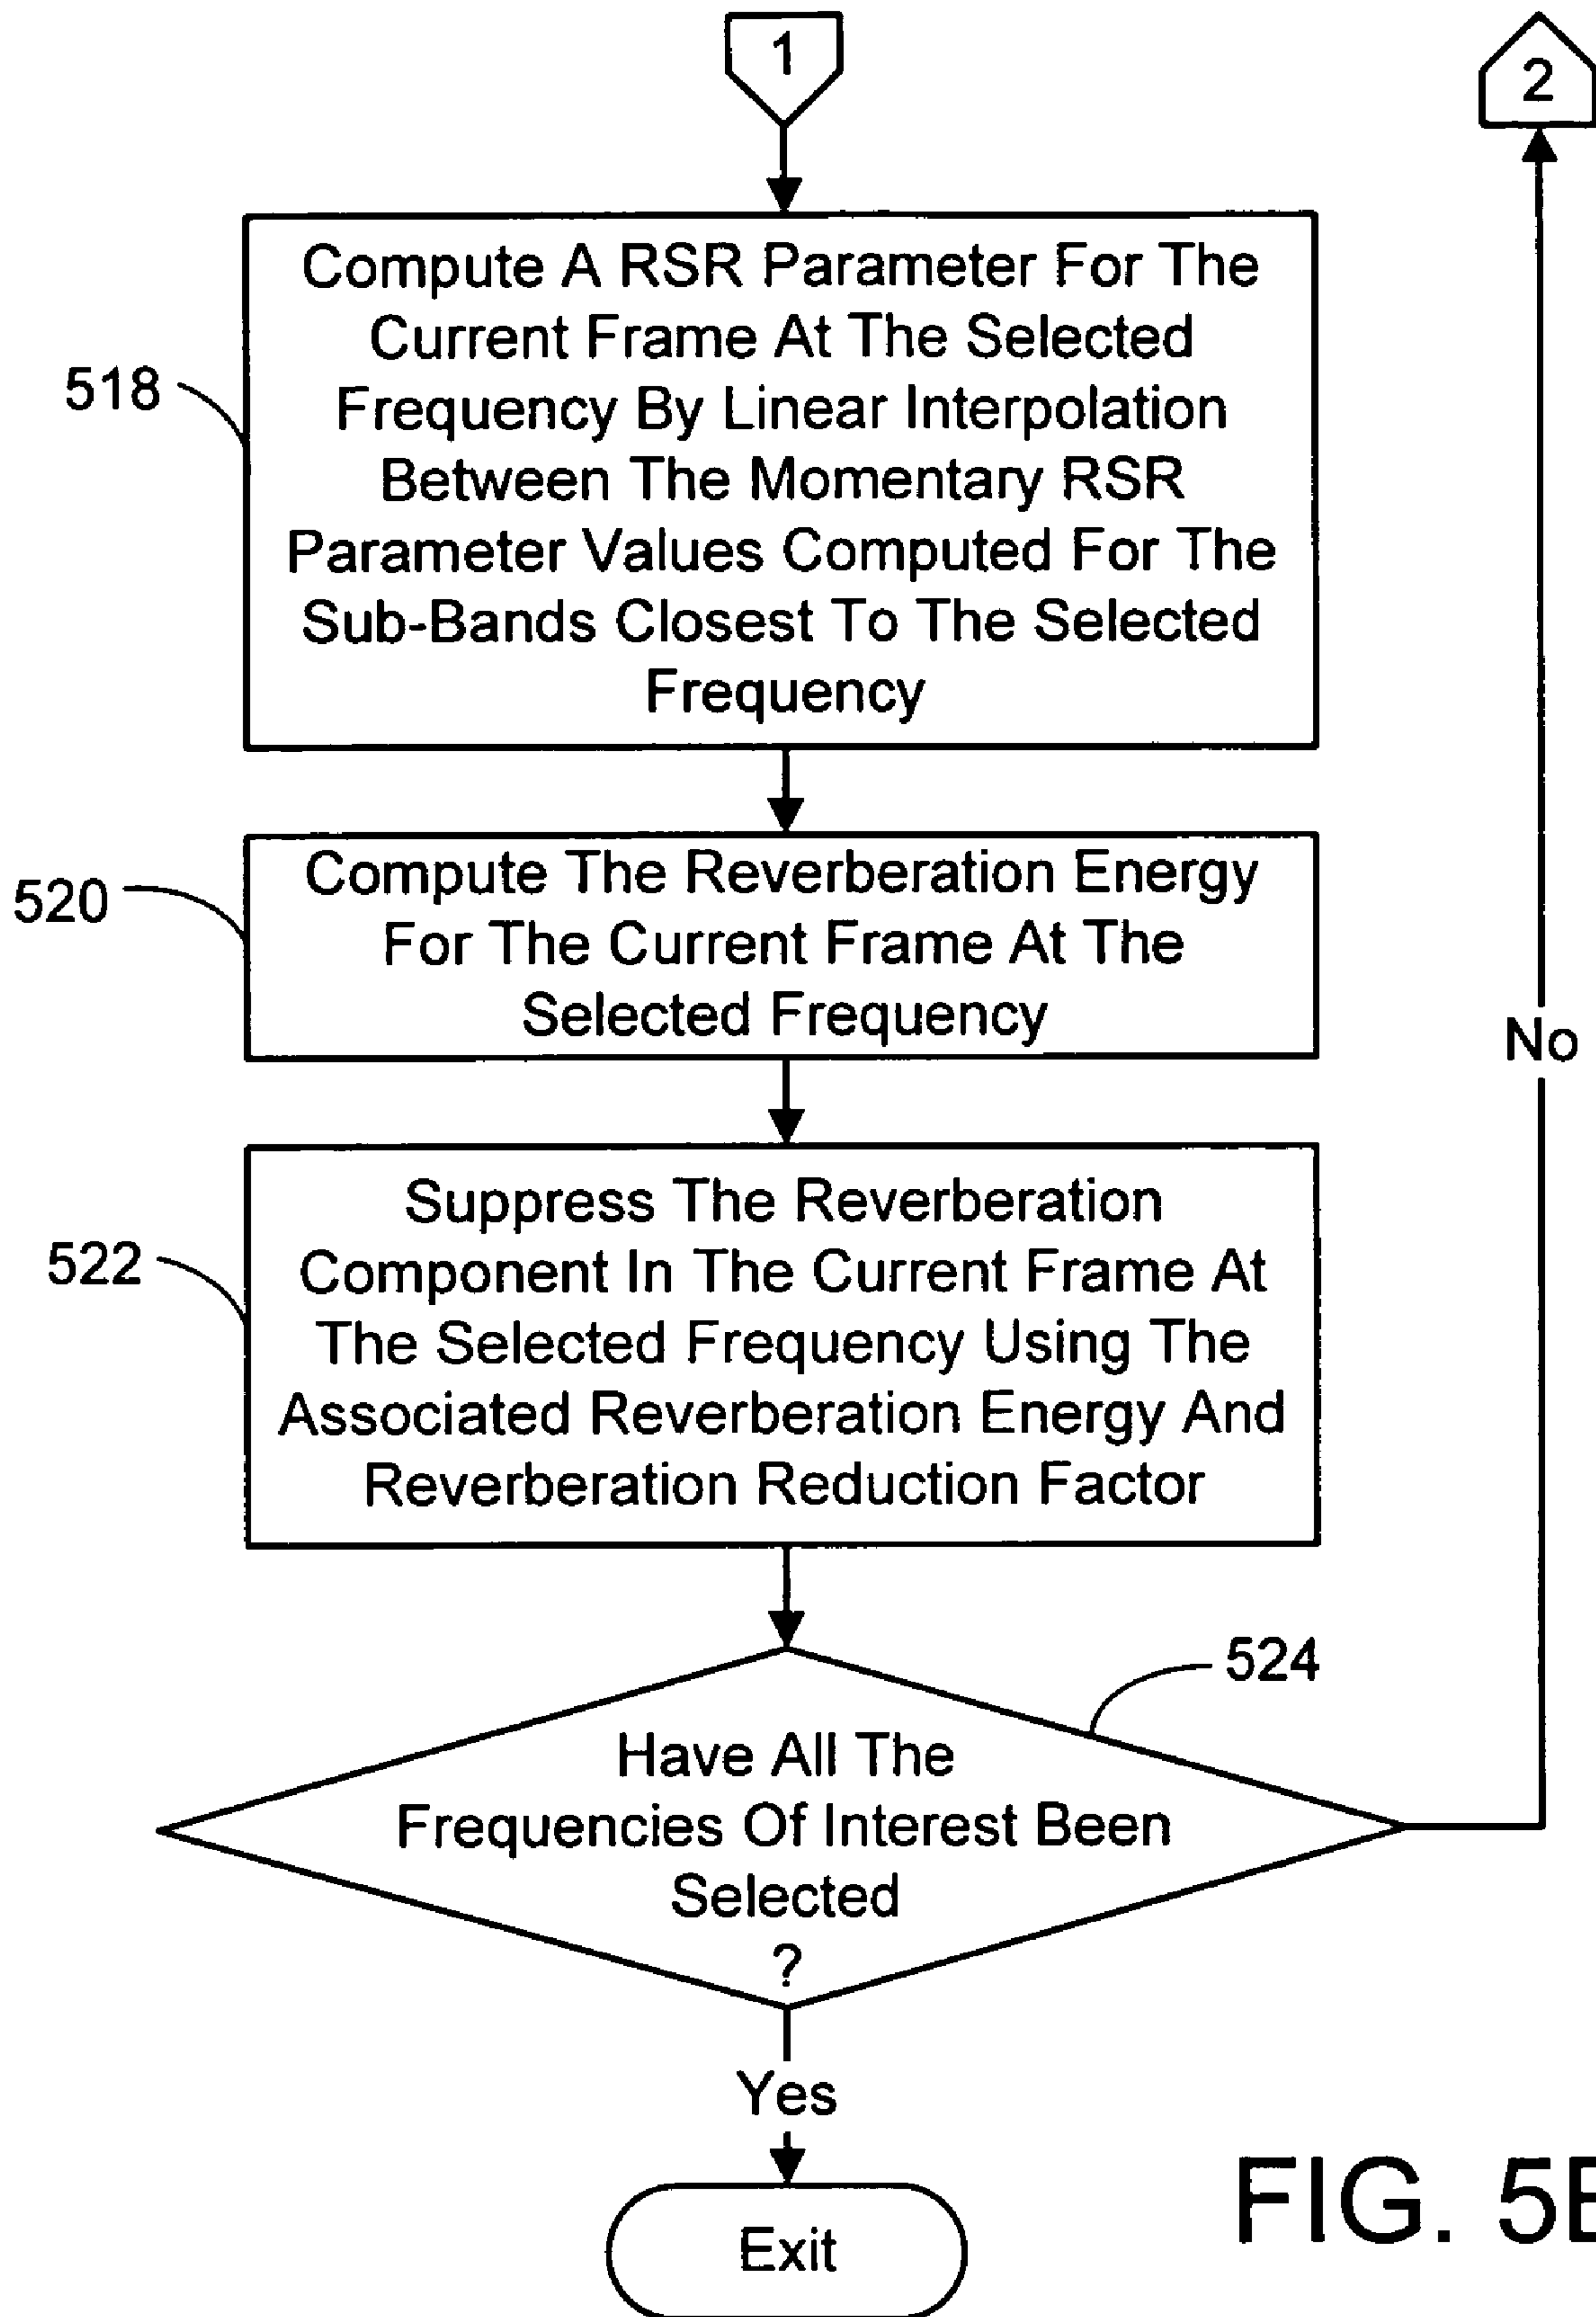 1
2
Compute A RSR Parameter For The
Current Frame At The Selected
Frequency By Linear Interpolation
Between The Momentary RSR
Parameter Values Computed For The
Sub-Bands Closest To The Selected
Frequency
518
Compute The Reverberation Energy
For The Current Frame At The
Selected Frequency
520
No
Suppress The Reverberation
Component In The Current Frame At
The Selected Frequency Using The
Associated Reverberation Energy And
Reverberation Reduction Factor
522
524
Have All The
Frequencies Of Interest Been
Selected
?
Yes
Exit
FIG. 5B